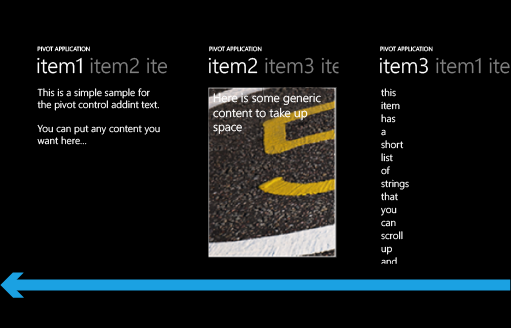 PIVOT APPLICATION
item1 item2 ite
This is a simple sample for
the pivot control addint text.
You can put any content you
want here...
PIVOT APPLICATION
item2 item3 ite
Here is some generic
content to take up
space
PIVOT APPLICATION
item3 item1 ite
this
item
has
a
short
list
of
strings
that
you
can
scroll
up
and